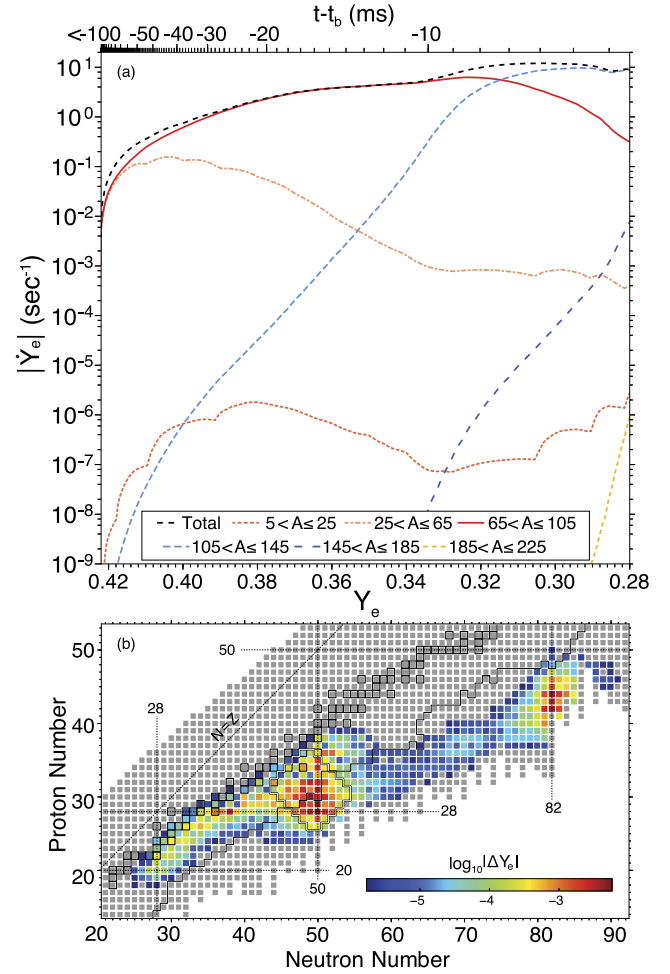 t-t_b (ms)
<-100 -50 -40 -30 -20 -10
(a)
10^1
10^0
10^-1
10^-2
10^-3
10^-4
10^-5
10^-6
10^-7
10^-8
10^-9
|Ẏ_e| (sec^-1)
Total 5<A≤25 25<A≤65 65<A≤105
105<A≤145 145<A≤185 185<A≤225
0.42 0.40 0.38 0.36 0.34 0.32 0.30 0.28
Y_e
(b)
50
28
N=Z
28
82
20
50
50
40
30
20
Proton Number
log_10|ΔY_e|
-5 -4 -3
21 30 40 50 60 70 80 90
Neutron Number